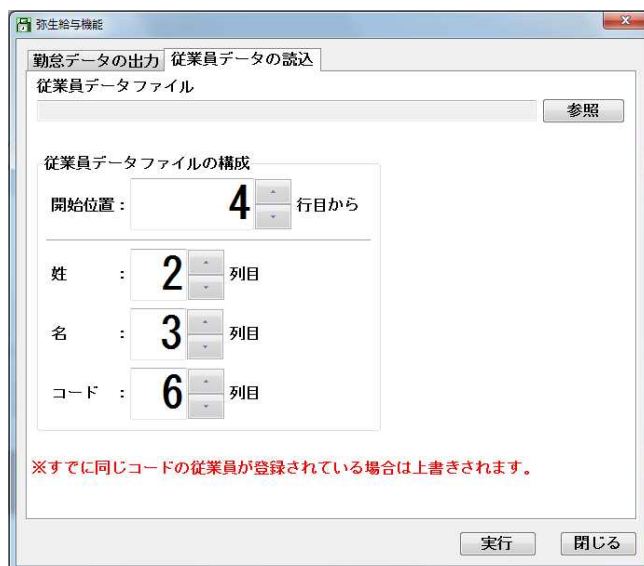 弥生給与機能
勤怠データの出力 従業員データの読込
従業員データファイル
参照
従業員データファイルの構成
開始位置: 4 行目から
姓 : 2 列目
名 : 3 列目
コード : 6 列目
※すでに同じコードの従業員が登録されている場合は上書きされます。
実行 閉じる